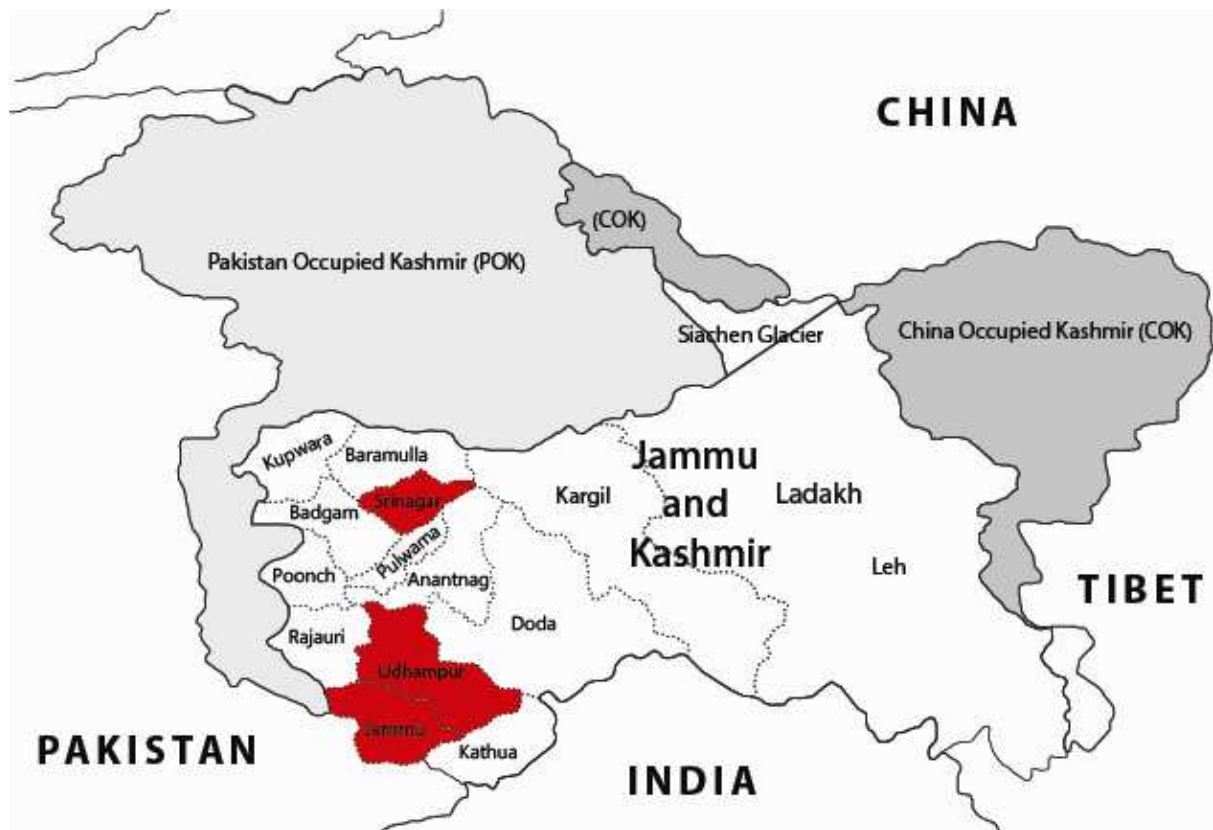 CHINA
(COK)
Pakistan Occupied Kashmir (POK)
Siachen Glacier
China Occupied Kashmir (COK)
Kupwara
Baramulla
Jammu
and
Kashmir
Srinagar
Kargil
Ladakh
Badgam
Pulwama
Poonch
Anantnag
Leh
TIBET
Rajauri
Doda
Udhampur
Jammu
Kathua
PAKISTAN
INDIA